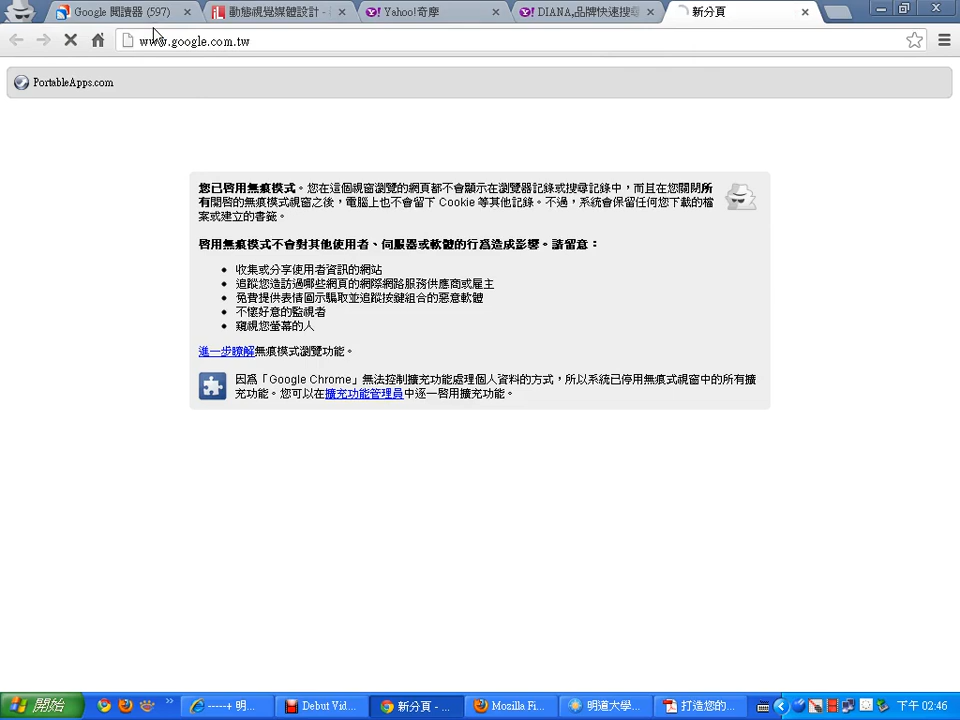 Google 閱讀器 (597)
動態視覺媒體設計 -
Yahoo!奇摩
DIANA,品牌快速搜尋
新分頁
www.google.com.tw
PortableApps.com
您已啓用無痕模式。您在這個視窗瀏覽的網頁都不會顯示在瀏覽器記錄或搜尋記錄中，而且在您關閉所
有開啓的無痕模式視窗之後，電腦上也不會留下 Cookie 等其他記錄。不過，系統會保留任何您下載的檔
案或建立的書籤。
啓用無痕模式不會對其他使用者、伺服器或軟體的行爲造成影響。請留意：
收集或分享使用者資訊的網站
追蹤您造訪過哪些網頁的網際網路服務供應商或雇主
免費提供表情圖示騙取並追蹤按鍵組合的惡意軟體
不懷好意的監視者
窺視您螢幕的人
進一步瞭解無痕模式瀏覽功能。
因爲「Google Chrome」無法控制擴充功能處理個人資料的方式，所以系統已停用無痕式視窗中的所有擴
充功能。您可以在擴充功能管理員中逐一啓用擴充功能。
開始
-----+ 明...
Debut Vid...
新分頁 - ...
Mozilla Fi...
明道大學...
打造您的...
下午 02:46